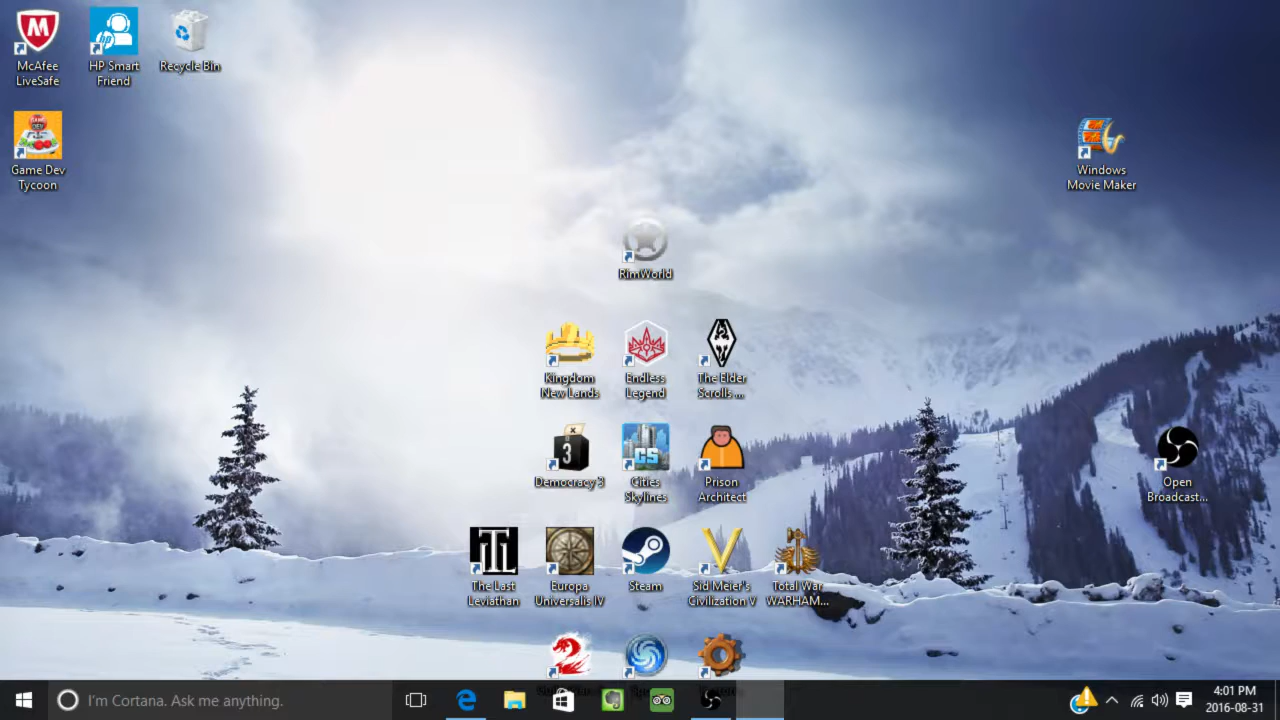 McAfee
LiveSafe
HP Smart
Friend
Recycle Bin
Game Dev
Tycoon
Windows
Movie Maker
RimWorld
Kingdom
New Lands
Endless
Legend
The Elder
Scrolls ...
Democracy 3
Cities
Skylines
Prison
Architect
Open
Broadcast...
The Last
Leviathan
Europa
Universalis IV
Steam
Sid Meier's
Civilization V
Total War
WARHAM...
I'm Cortana. Ask me anything.
4:01 PM
2016-08-31